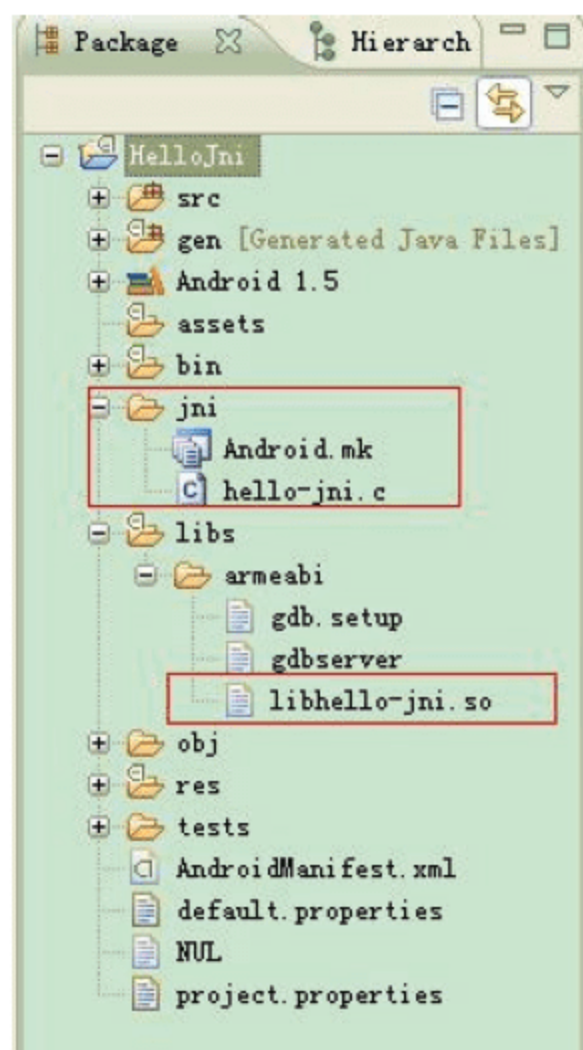 Package Hierarch
HelloJni
src
gen [Generated Java Files]
Android 1.5
assets
bin
jni
Android.mk
hello-jni.c
libs
armeabi
gdb.setup
gdbserver
libhello-jni.so
obj
res
tests
AndroidManifest.xml
default.properties
NUL
project.properties